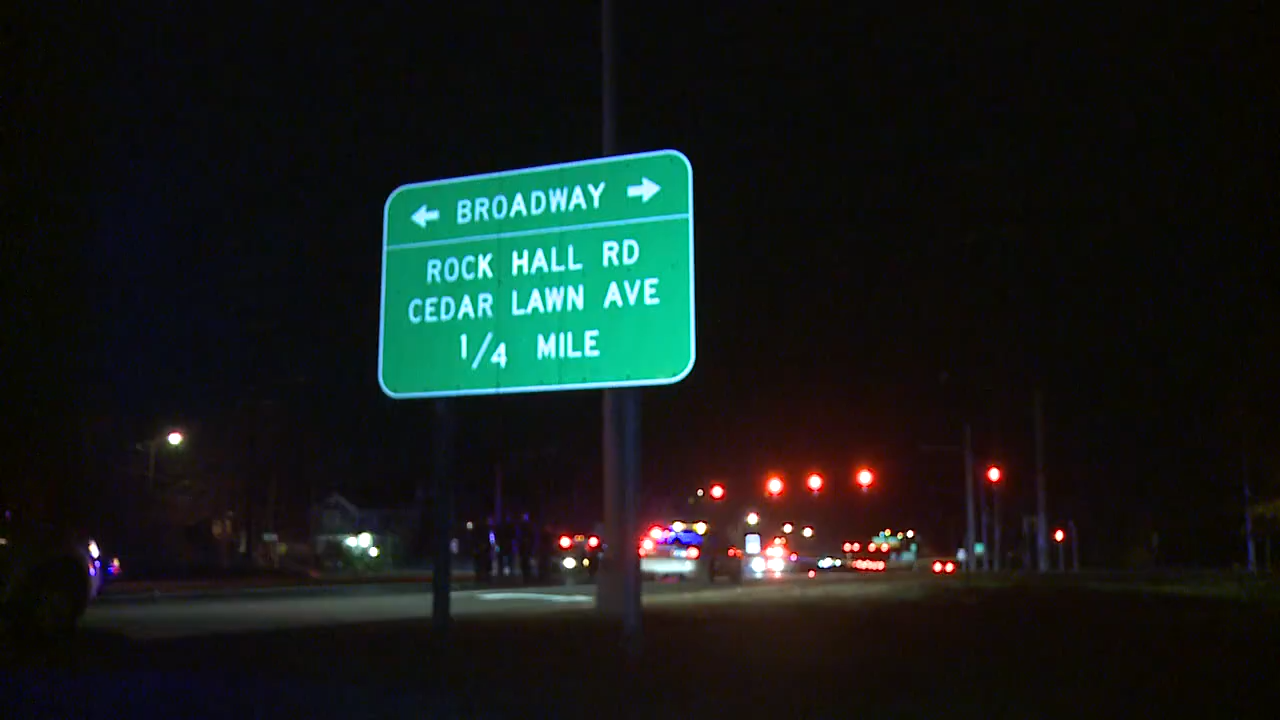 ← BROADWAY →
ROCK HALL RD
CEDAR LAWN AVE
1/4 MILE